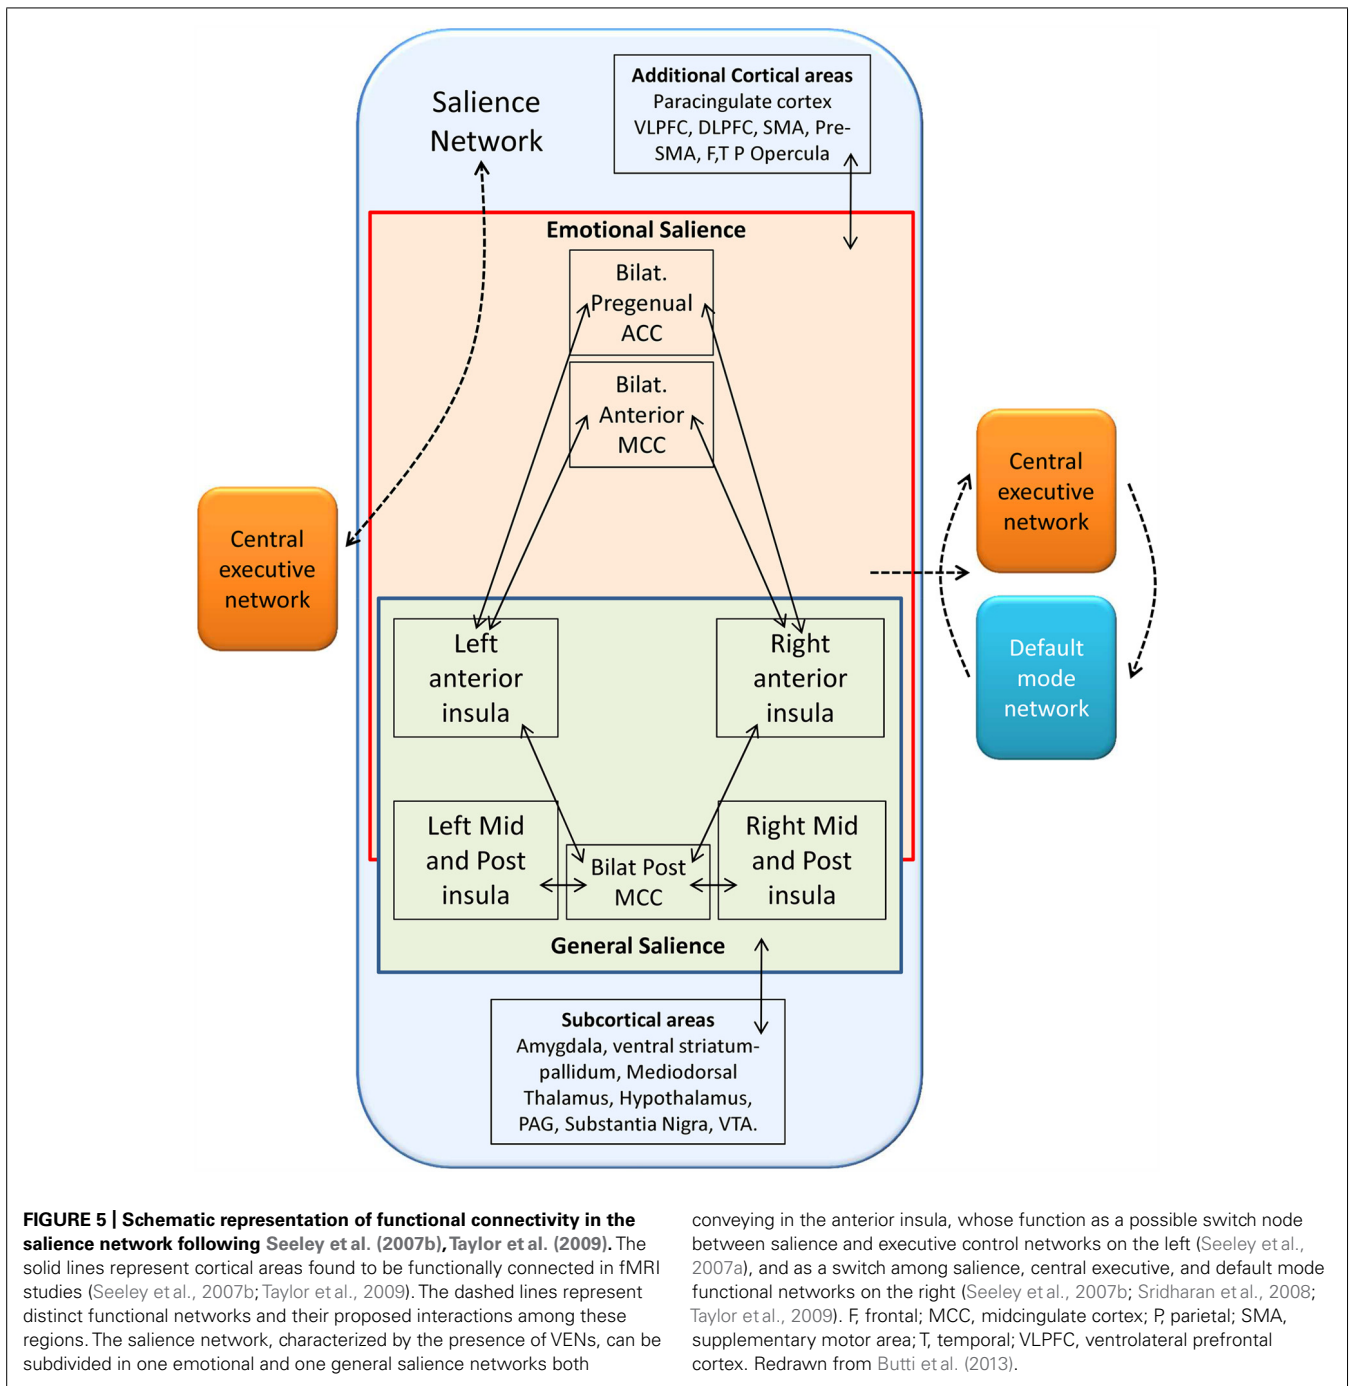 Salience
Network
Additional Cortical areas
Paracingulate cortex
VLPFC, DLPFC, SMA, Pre-
SMA, F,T P Opercula
Emotional Salience
Bilat.
Pregenual
ACC
Bilat.
Anterior
MCC
Central
executive
network
Central
executive
network
Default
mode
network
Left
anterior
insula
Right
anterior
insula
Left Mid
and Post
insula
Bilat Post
MCC
Right Mid
and Post
insula
General Salience
Subcortical areas
Amygdala, ventral striatum-
pallidum, Mediodorsal
Thalamus, Hypothalamus,
PAG, Substantia Nigra, VTA.
FIGURE 5 | Schematic representation of functional connectivity in the
salience network following Seeley et al. (2007b), Taylor et al. (2009). The
solid lines represent cortical areas found to be functionally connected in fMRI
studies (Seeley et al., 2007b; Taylor et al., 2009). The dashed lines represent
distinct functional networks and their proposed interactions among these
regions. The salience network, characterized by the presence of VENs, can be
subdivided in one emotional and one general salience networks both
conveying in the anterior insula, whose function as a possible switch node
between salience and executive control networks on the left (Seeley et al.,
2007a), and as a switch among salience, central executive, and default mode
functional networks on the right (Seeley et al., 2007b; Sridharan et al., 2008;
Taylor et al., 2009). F, frontal; MCC, midcingulate cortex; P, parietal; SMA,
supplementary motor area; T, temporal; VLPFC, ventrolateral prefrontal
cortex. Redrawn from Butti et al. (2013).